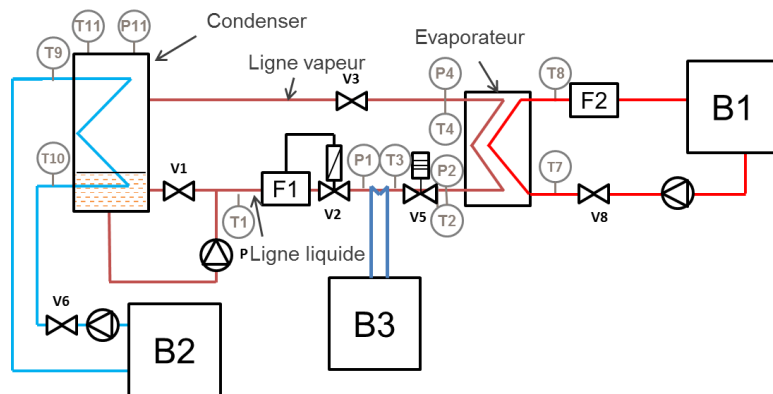 T9
T11
P11
Condenser
Ligne vapeur
V3
Evaporateur
P4
T4
T8
F2
B1
T10
V1
T1
F1
V2
P1
T3
V5
P2
T2
T7
V8
P
Ligne liquide
V6
B2
B3